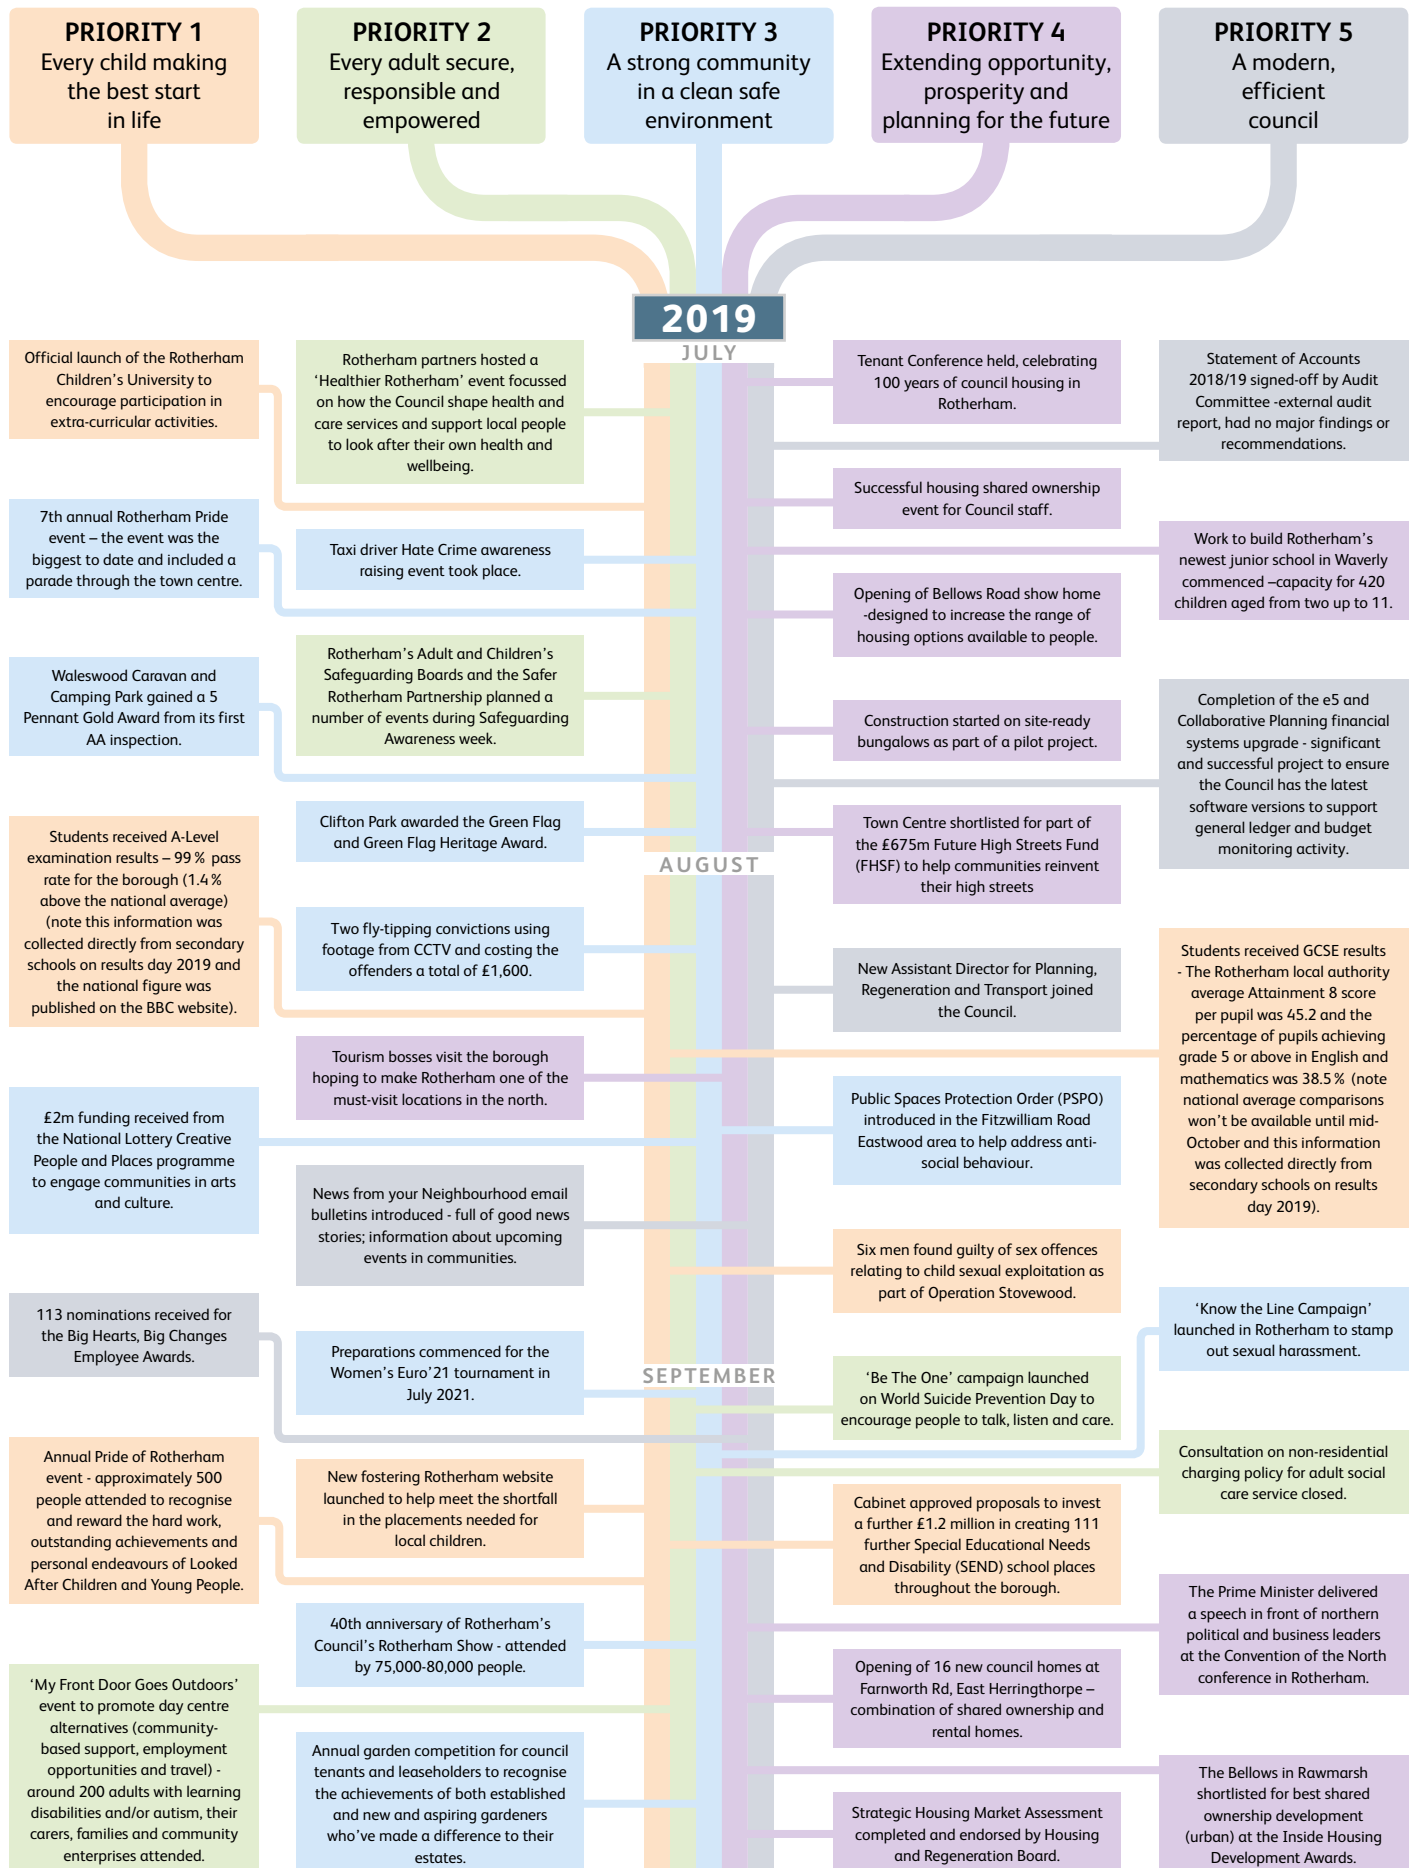 PRIORITY 1
Every child making
the best start
in life
PRIORITY 2
Every adult secure,
responsible and
empowered
PRIORITY 3
A strong community
in a clean safe
environment
PRIORITY 4
Extending opportunity,
prosperity and
planning for the future
PRIORITY 5
A modern,
efficient
council
2019
JULY
Official launch of the Rotherham
Children's University to
encourage participation in
extra-curricular activities.
Rotherham partners hosted a
'Healthier Rotherham' event focussed
on how the Council shape health and
care services and support local people
to look after their own health and
wellbeing.
Tenant Conference held, celebrating
100 years of council housing in
Rotherham.
Statement of Accounts
2018/19 signed-off by Audit
Committee -external audit
report, had no major findings or
recommendations.
Successful housing shared ownership
event for Council staff.
7th annual Rotherham Pride
event – the event was the
biggest to date and included a
parade through the town centre.
Taxi driver Hate Crime awareness
raising event took place.
Work to build Rotherham's
newest junior school in Waverly
commenced –capacity for 420
children aged from two up to 11.
Opening of Bellows Road show home
-designed to increase the range of
housing options available to people.
Rotherham's Adult and Children's
Safeguarding Boards and the Safer
Rotherham Partnership planned a
number of events during Safeguarding
Awareness week.
Waleswood Caravan and
Camping Park gained a 5
Pennant Gold Award from its first
AA inspection.
Construction started on site-ready
bungalows as part of a pilot project.
Completion of the e5 and
Collaborative Planning financial
systems upgrade - significant
and successful project to ensure
the Council has the latest
software versions to support
general ledger and budget
monitoring activity.
Clifton Park awarded the Green Flag
and Green Flag Heritage Award.
Town Centre shortlisted for part of
the £675m Future High Streets Fund
(FHSF) to help communities reinvent
their high streets
AUGUST
Students received A-Level
examination results – 99% pass
rate for the borough (1.4%
above the national average)
(note this information was
collected directly from secondary
schools on results day 2019 and
the national figure was
published on the BBC website).
Two fly-tipping convictions using
footage from CCTV and costing the
offenders a total of £1,600.
New Assistant Director for Planning,
Regeneration and Transport joined
the Council.
Students received GCSE results
- The Rotherham local authority
average Attainment 8 score
per pupil was 45.2 and the
percentage of pupils achieving
grade 5 or above in English and
mathematics was 38.5% (note
national average comparisons
won't be available until mid-
October and this information
was collected directly from
secondary schools on results
day 2019).
Tourism bosses visit the borough
hoping to make Rotherham one of the
must-visit locations in the north.
Public Spaces Protection Order (PSPO)
introduced in the Fitzwilliam Road
Eastwood area to help address anti-
social behaviour.
£2m funding received from
the National Lottery Creative
People and Places programme
to engage communities in arts
and culture.
News from your Neighbourhood email
bulletins introduced - full of good news
stories; information about upcoming
events in communities.
Six men found guilty of sex offences
relating to child sexual exploitation as
part of Operation Stovewood.
113 nominations received for
the Big Hearts, Big Changes
Employee Awards.
'Know the Line Campaign'
launched in Rotherham to stamp
out sexual harassment.
Preparations commenced for the
Women's Euro'21 tournament in
July 2021.
SEPTEMBER
'Be The One' campaign launched
on World Suicide Prevention Day to
encourage people to talk, listen and care.
Consultation on non-residential
charging policy for adult social
care service closed.
Annual Pride of Rotherham
event - approximately 500
people attended to recognise
and reward the hard work,
outstanding achievements and
personal endeavours of Looked
After Children and Young People.
New fostering Rotherham website
launched to help meet the shortfall
in the placements needed for
local children.
Cabinet approved proposals to invest
a further £1.2 million in creating 111
further Special Educational Needs
and Disability (SEND) school places
throughout the borough.
The Prime Minister delivered
a speech in front of northern
political and business leaders
at the Convention of the North
conference in Rotherham.
40th anniversary of Rotherham's
Council's Rotherham Show - attended
by 75,000-80,000 people.
Opening of 16 new council homes at
Farnworth Rd, East Herringthorpe –
combination of shared ownership and
rental homes.
'My Front Door Goes Outdoors'
event to promote day centre
alternatives (community-
based support, employment
opportunities and travel) -
around 200 adults with learning
disabilities and/or autism, their
carers, families and community
enterprises attended.
Annual garden competition for council
tenants and leaseholders to recognise
the achievements of both established
and new and aspiring gardeners
who've made a difference to their
estates.
Strategic Housing Market Assessment
completed and endorsed by Housing
and Regeneration Board.
The Bellows in Rawmarsh
shortlisted for best shared
ownership development
(urban) at the Inside Housing
Development Awards.